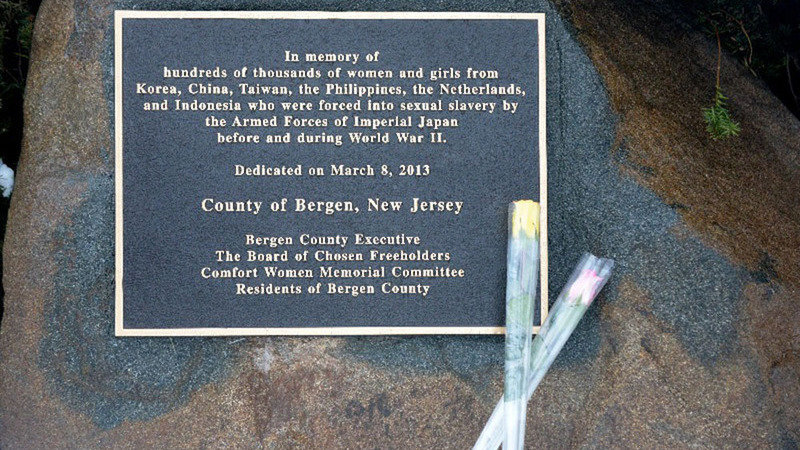 In memory of
hundreds of thousands of women and girls from
Korea, China, Taiwan, the Philippines, the Netherlands,
and Indonesia who were forced into sexual slavery by
the Armed Forces of Imperial Japan
before and during World War II.
Dedicated on March 8, 2013
County of Bergen, New Jersey
Bergen County Executive
The Board of Chosen Freeholders
Comfort Women Memorial Committee
Residents of Bergen County